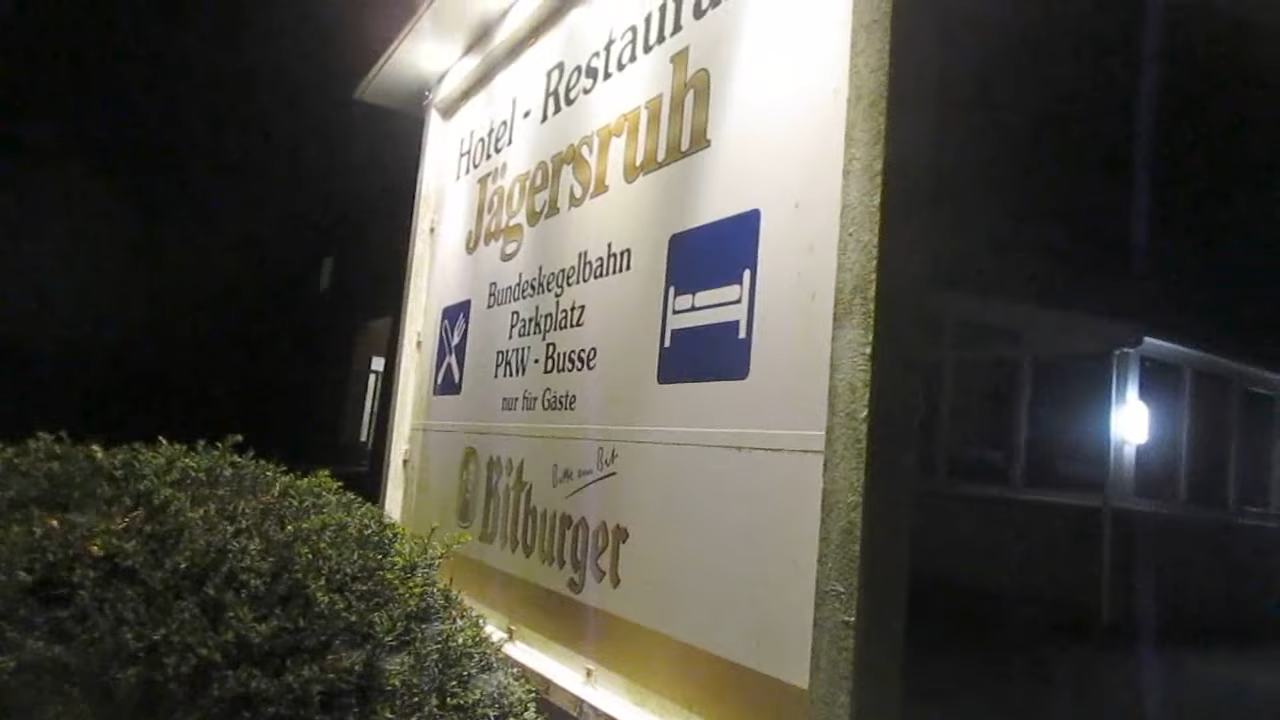 Hotel - Restaura
Jägersruh
Bundeskegelbahn
Parkplatz
PKW - Busse
nur für Gäste
Bitte ein Bit
Bitburger